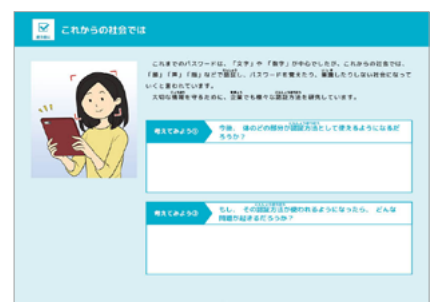 これからの社会では
これまでのパスワードは、「文字」や「数字」が中心でしたが、これからの社会では、
「顔」「声」「指」などで認証し、パスワードを覚えたり、管理したりしない社会になって
いくと言われています。
大切な情報を守るために、企業でも様々な認証方法を研究しています。
考えてみよう①
今後、体のどの部分が認証方法として使えるようになるだ
ろうか？
考えてみよう②
もし、その認証方法が破られるようになったら、どんな
問題が起きるだろうか？